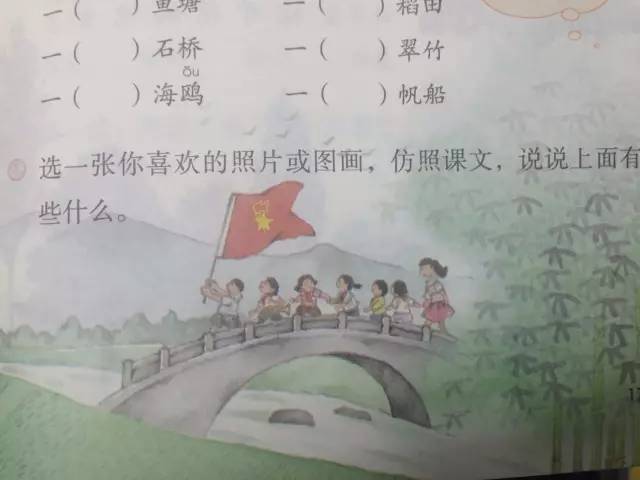 一（ ）鱼塘 一（ ）稻田
一（ ）石桥 一（ ）翠竹
ōu
一（ ）海鸥 一（ ）帆船
选一张你喜欢的照片或图画，仿照课文，说说上面有
些什么。